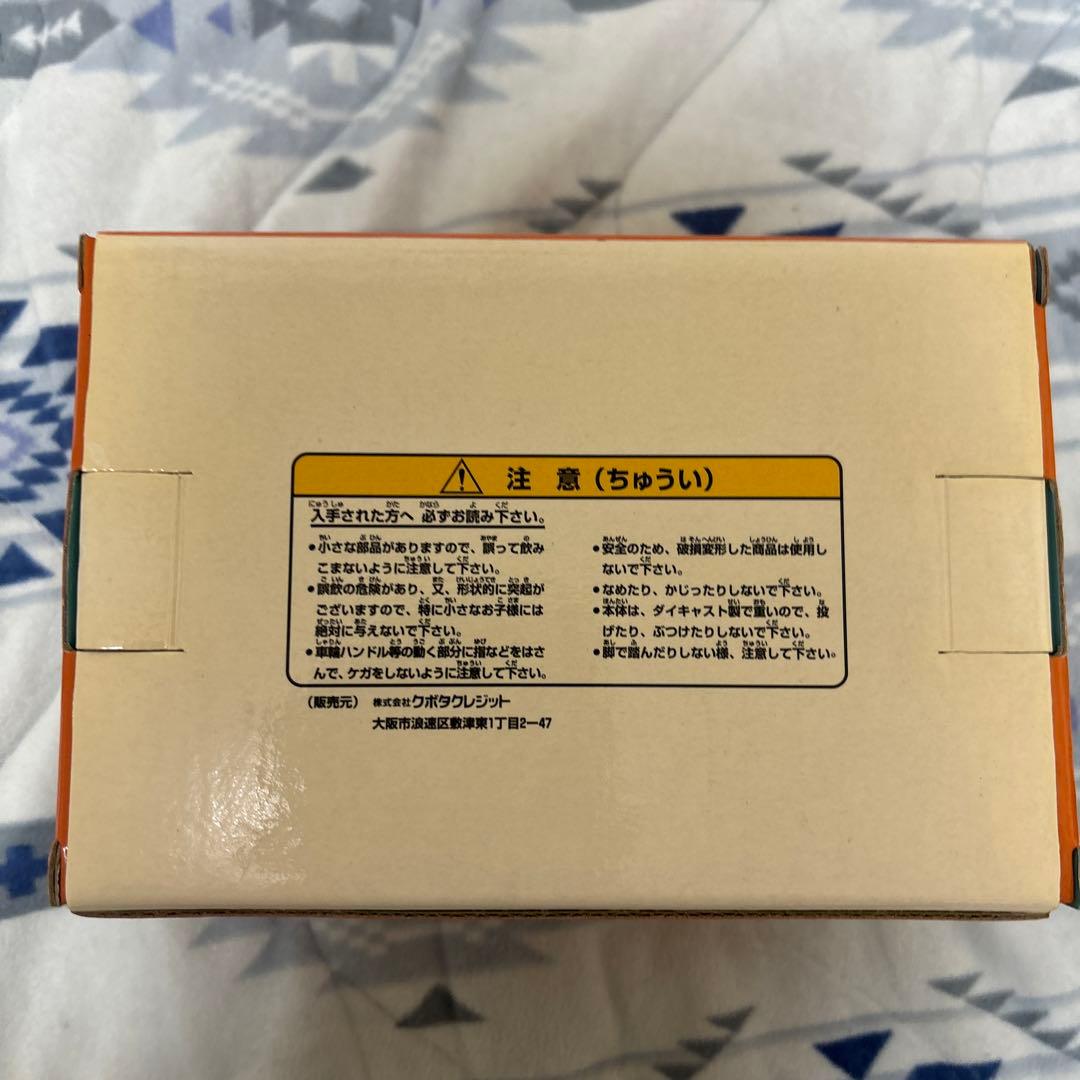 注意(ちゅうい)
入手された方へ 必ずお読み下さい。
●小さな部品がありますので、誤って飲み
こまないように注意して下さい。
●誤飲の危険があり、又、形状的に突起が
ございますので、特に小さなお子様には
絶対に与えないで下さい。
●車輪ハンドル等の動く部分に指などをはさ
んで、ケガをしないように注意して下さい。
●安全のため、破損変形した商品は使用し
ないで下さい。
●なめたり、かじったりしないで下さい。
●本体は、ダイキャスト製で重いので、投
げたり、ぶつけたりしないで下さい。
●脚で踏んだりしない様、注意して下さい。
(販売元) 株式会社クボタクレジット
大阪市浪速区敷津東1丁目2-47